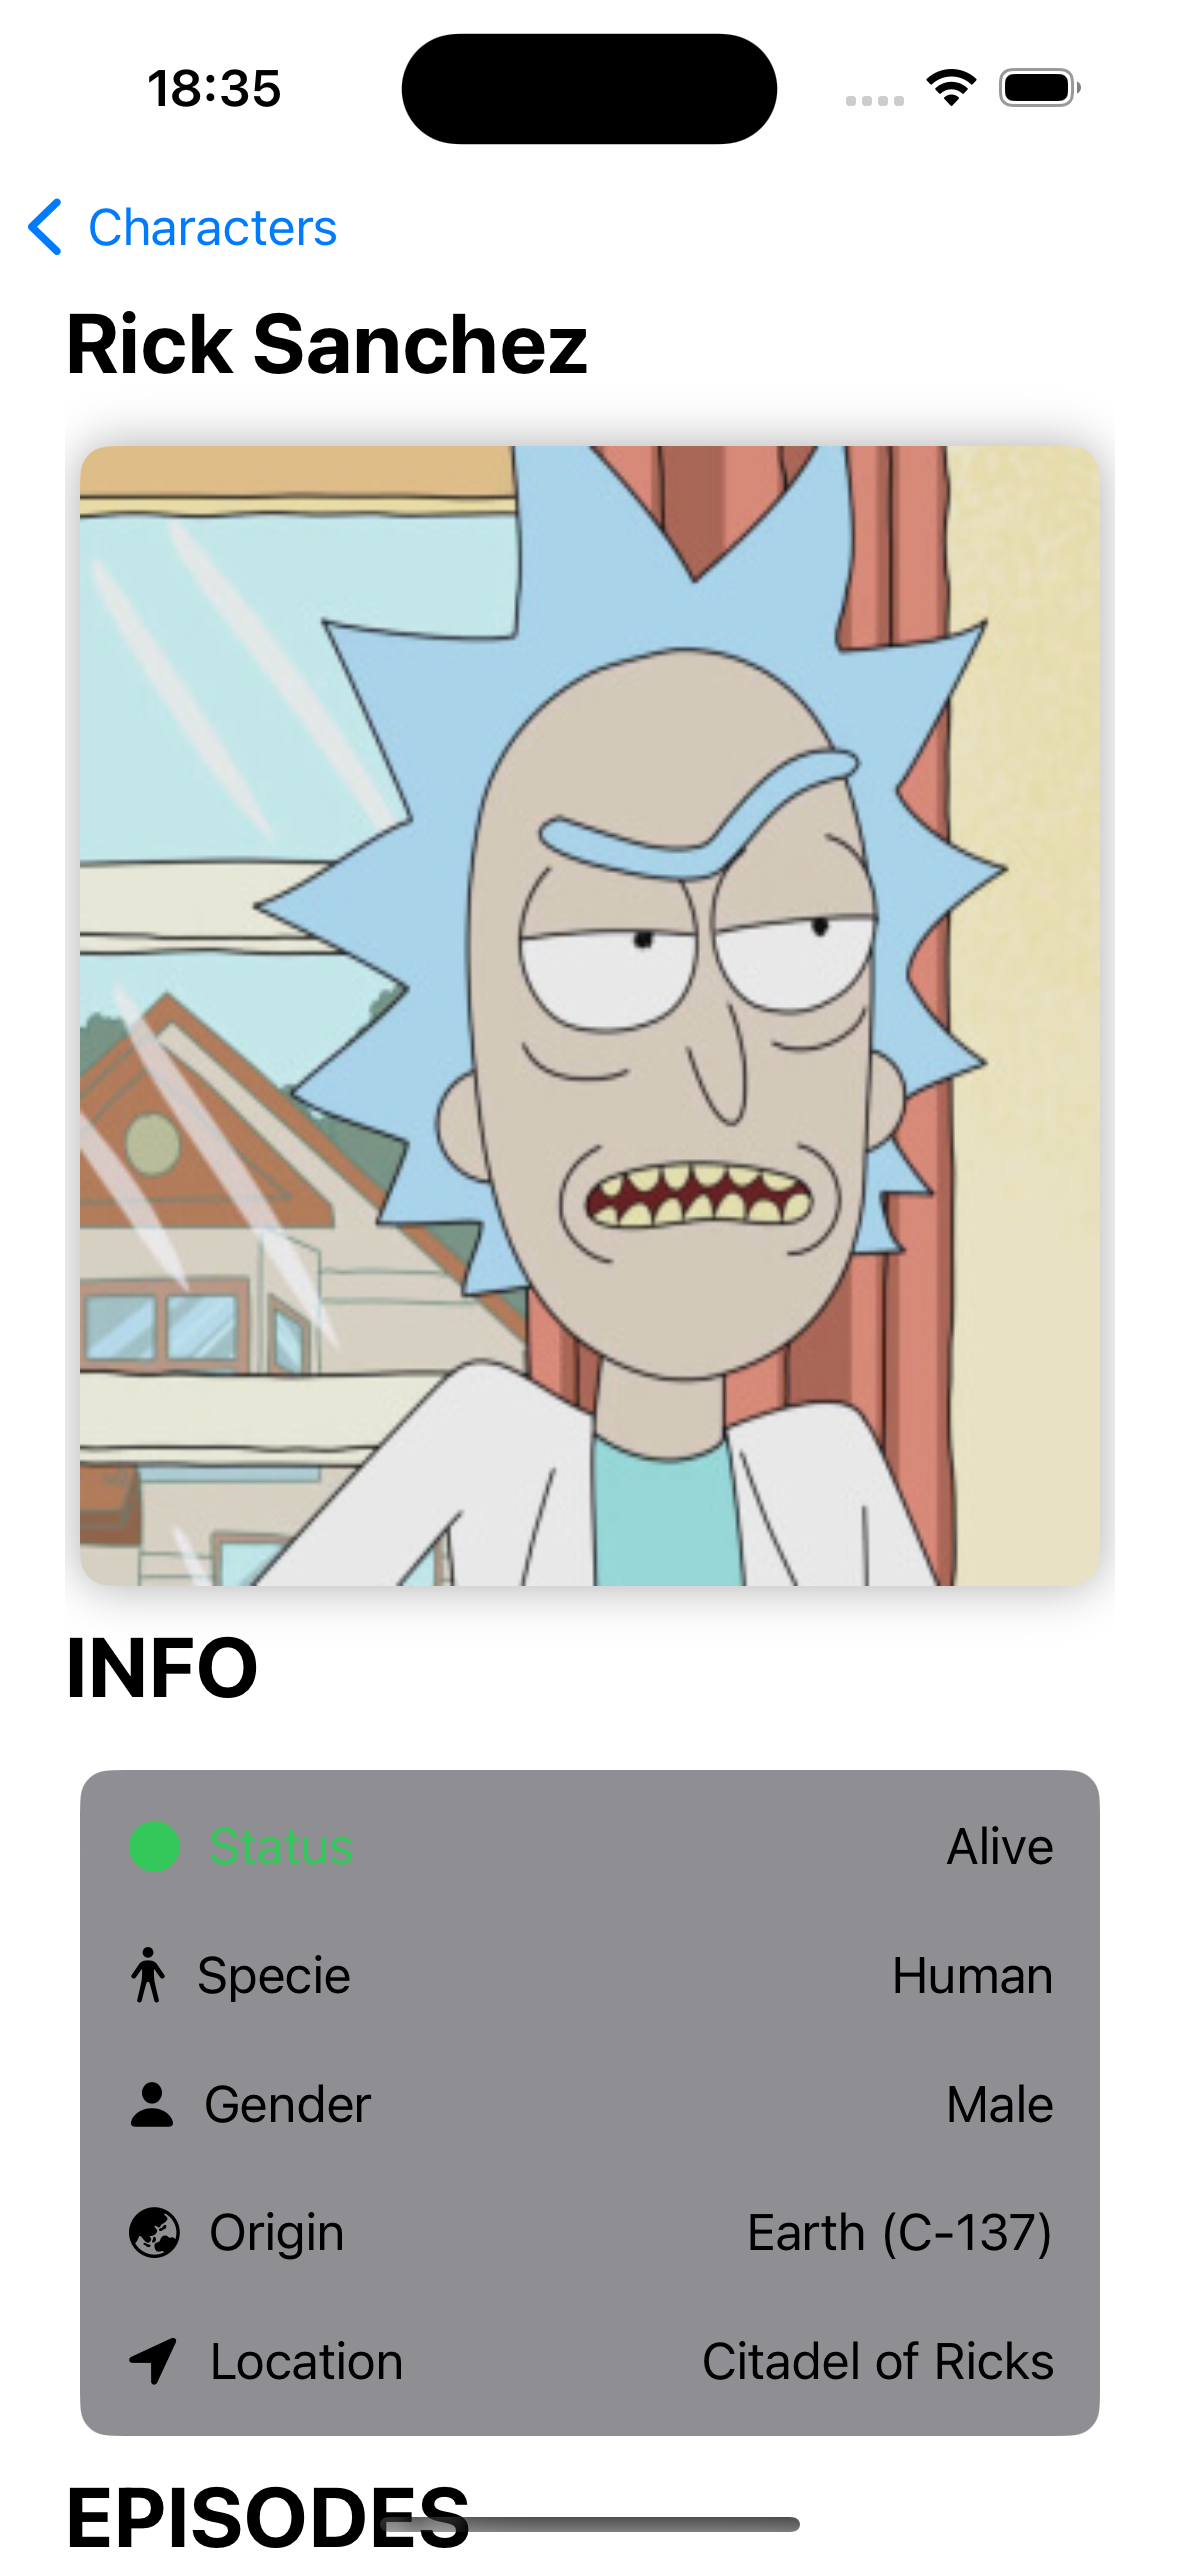 18:35
Characters
Rick Sanchez
INFO
Status Alive
Specie Human
Gender Male
Origin Earth (C-137)
Location Citadel of Ricks
EPISODES